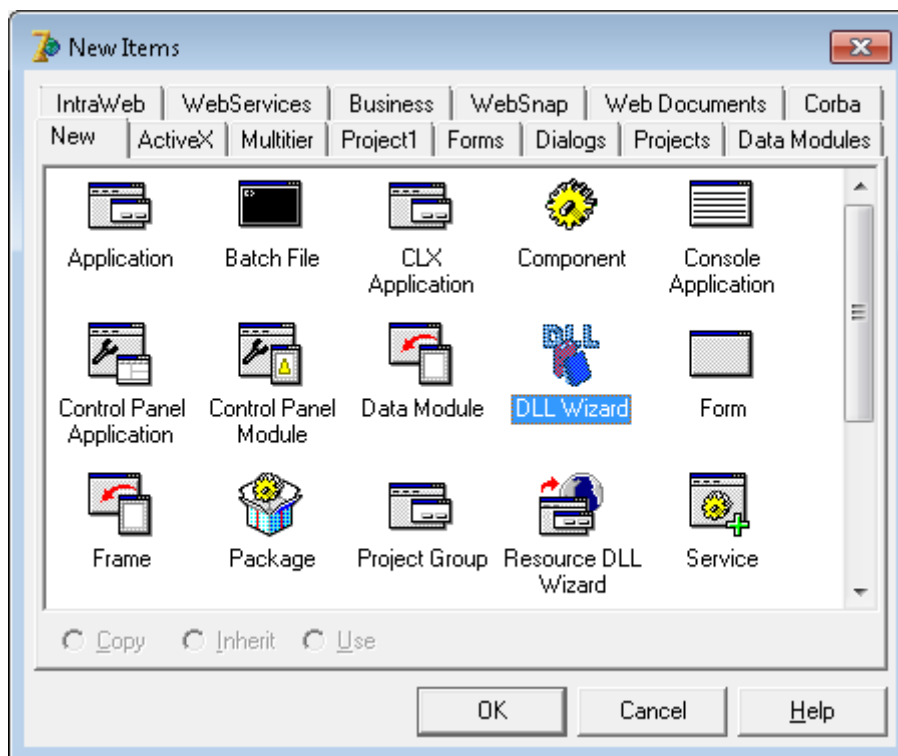 New Items
IntraWeb WebServices Business WebSnap Web Documents Corba
New ActiveX Multitier Project1 Forms Dialogs Projects Data Modules
Application Batch File CLX Application Component Console Application
DLL
Control Panel Application Control Panel Module Data Module DLL Wizard Form
Frame Package Project Group Resource DLL Wizard Service
Copy Inherit Use
OK Cancel Help